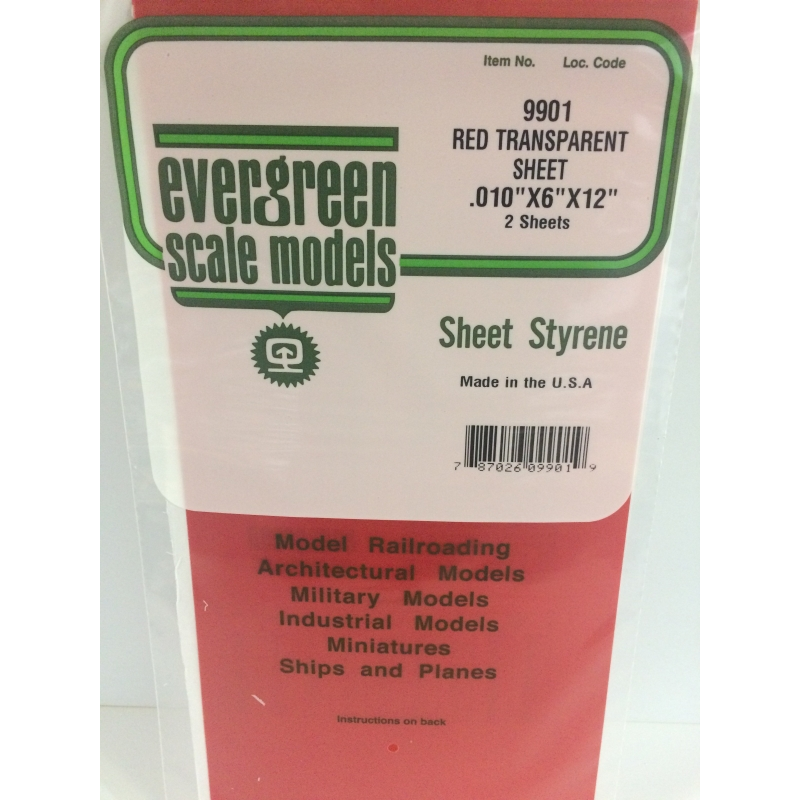 Item No. Loc. Code
9901
RED TRANSPARENT
SHEET
.010"X6"X12"
2 Sheets
evergreen
scale models
Sheet Styrene
Made in the U.S.A
7 87026 09901 9
Model Railroading
Architectural Models
Military Models
Industrial Models
Miniatures
Ships and Planes
Instructions on back